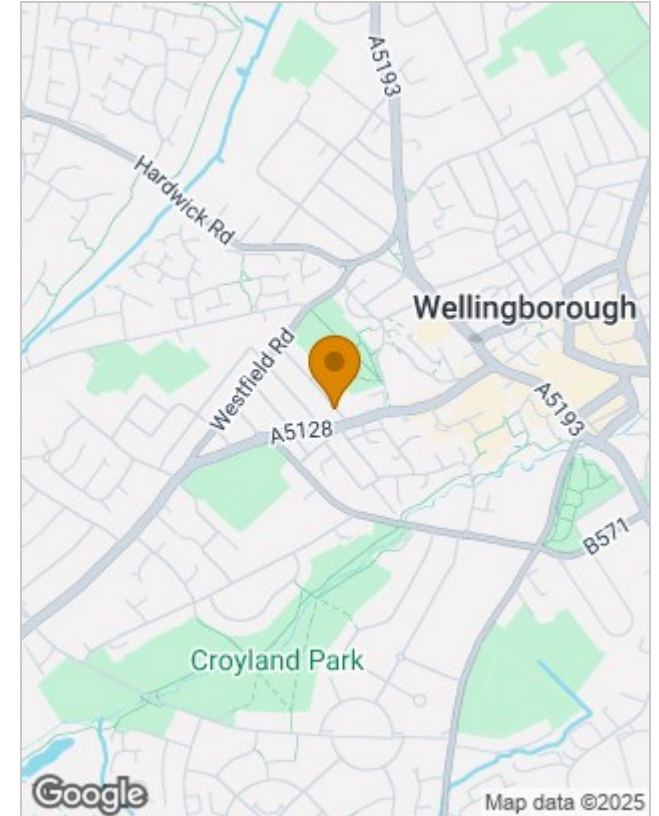 A5193
Hardwick Rd
Wellingborough
Westfield Rd
A5193
A5128
B571
Croyland Park
Google
Map data ©2025